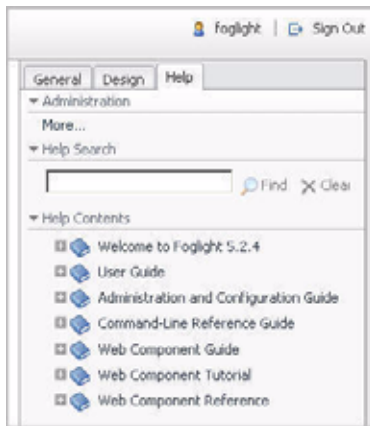 foglight | Sign Out
General Design Help
Administration
More...
Help Search
Find Clear
Help Contents
Welcome to Foglight 5.2.4
User Guide
Administration and Configuration Guide
Command-Line Reference Guide
Web Component Guide
Web Component Tutorial
Web Component Reference